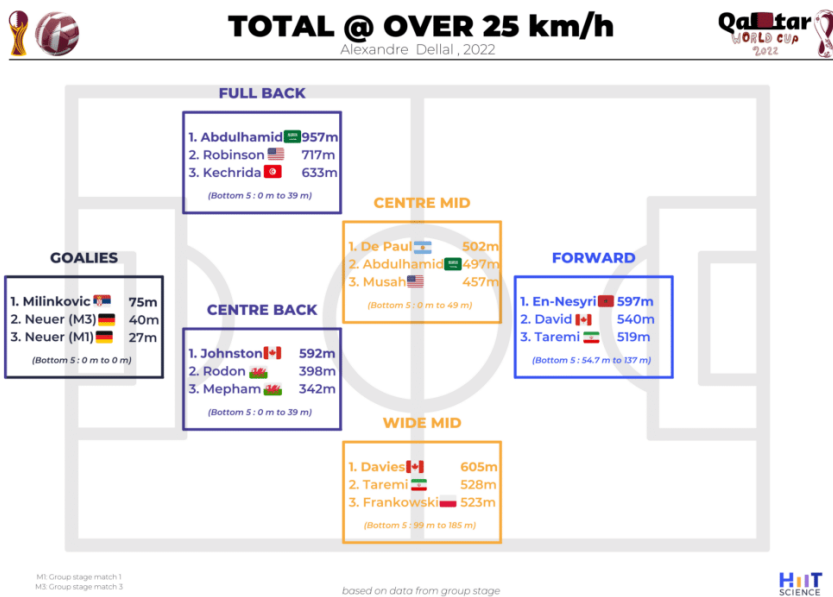 TOTAL @ OVER 25 km/h
Alexandre Dellal , 2022
Qatar
WORLD CUP
2022
FULL BACK
1. Abdulhamid 957m
2. Robinson 717m
3. Kechrida 633m
(Bottom 5 : 0 m to 39 m)
CENTRE MID
1. De Paul 502m
2. Abdulhamid 497m
3. Musah 457m
(Bottom 5 : 0 to 49 m)
GOALIES
1. Milinkovic 75m
2. Neuer (M3) 40m
3. Neuer (M1) 27m
(Bottom 5 : 0 m to 0 m)
FORWARD
1. En-Nesyri 597m
2. David 540m
3. Taremi 519m
(Bottom 5 : 54.7 m to 137 m)
CENTRE BACK
1. Johnston 592m
2. Rodon 398m
3. Mepham 342m
(Bottom 5 : 0 m to 39 m)
WIDE MID
1. Davies 605m
2. Taremi 528m
3. Frankowski 523m
(Bottom 5 : 99 m to 185 m)
M1: Group stage match 1
M3: Group stage match 3
based on data from group stage
HIIT
SCIENCE